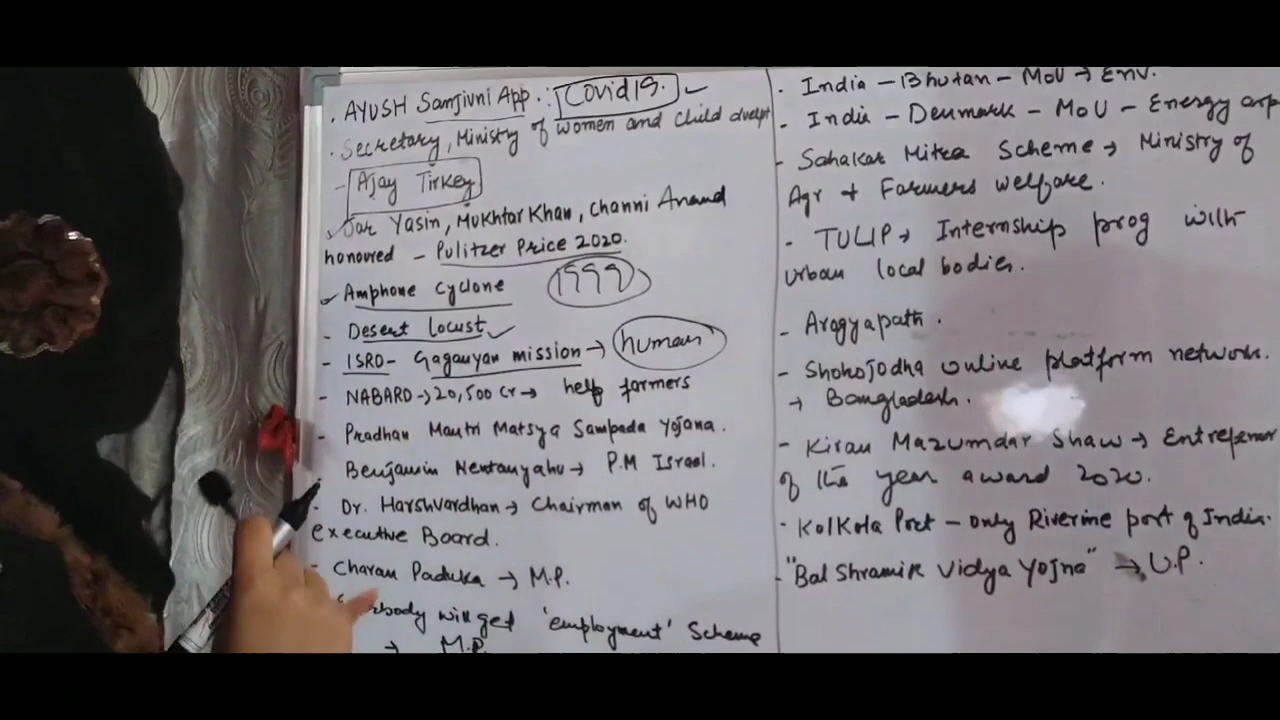 . AYUSH Sanjivni App. : Covid19.
. Secretary, Ministry of women and child dvelpt
- Ajay Tirkey
Dar Yasin, Mukhtar Khan, Channi Anand
honoured - Pulitzer Price 2020.
Amphone cyclone 1999
- Desert Locust
- ISRO- Gaganyan mission → human
- NABARD → 20,500 cr → help farmers
- Pradhan Mantri Matsya Sampada Yojana.
Benjamin Nentanyahu → P.M Israel.
- Dr. Harshvardhan → Chairman of WHO
executive Board.
- Charan Paduka → M.P.
body will get 'employment' Scheme
→ M.P.
. India - Bhutan - MoU → Env.
- India - Denmark - MoU - Energy
- Sahakar Mitra Scheme → Ministry of
Agr + Farmers welfare.
- TULIP → Internship prog with
urban local bodies.
- Arogyapath.
- Shohojodha online platform network.
→ Bangladesh.
- Kiran Mazumdar Shaw →
of the year award 2020.
- Kolkola Port - only Riverine port of India.
- "Bal Shramik Vidya Yojna" → U.P.